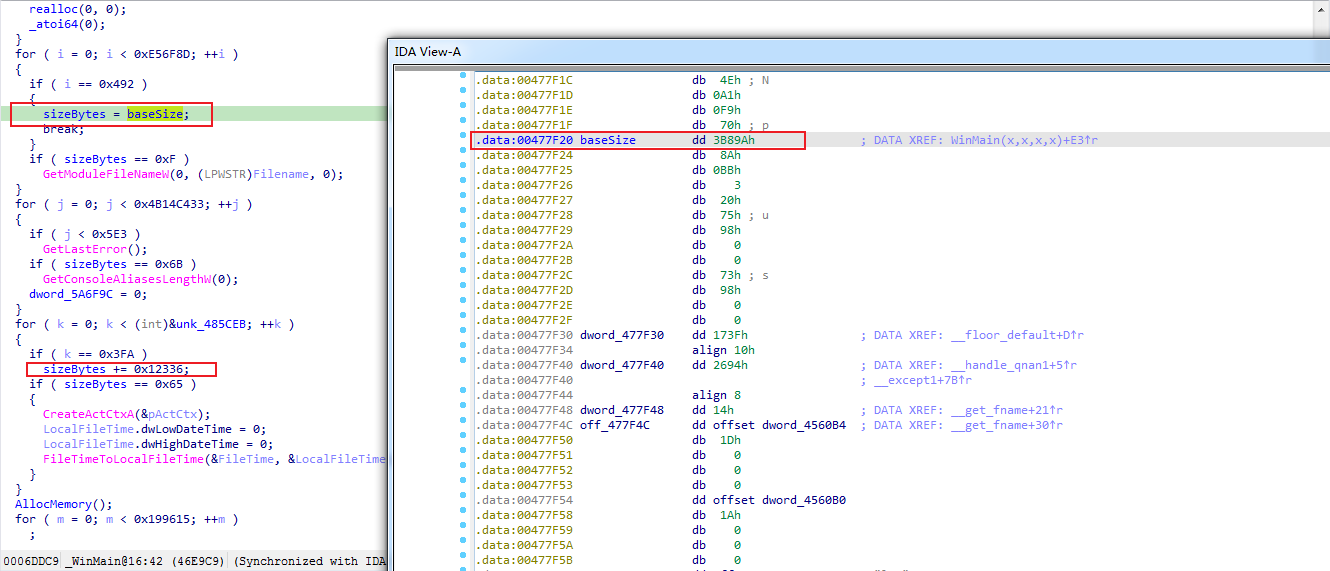 realloc(0, 0);
_atoi64(0);
}
for ( i = 0; i < 0xE56F8D; ++i )
{
if ( i == 0x492 )
{
sizeBytes = baseSize;
break;
}
if ( sizeBytes == 0xF )
GetModuleFileNameW(0, (LPWSTR)Filename, 0);
}
for ( j = 0; j < 0x4B14C433; ++j )
{
if ( j < 0x5E3 )
GetLastError();
if ( sizeBytes == 0x6B )
GetConsoleAliasesLengthW(0);
dword_5A6F9C = 0;
}
for ( k = 0; k < (int)&unk_485CEB; ++k )
{
if ( k == 0x3FA )
sizeBytes += 0x12336;
if ( sizeBytes == 0x65 )
{
CreateActCtxA(&pActCtx);
LocalFileTime.dwLowDateTime = 0;
LocalFileTime.dwHighDateTime = 0;
FileTimeToLocalFileTime(&FileTime, &LocalFileTime
}
}
AllocMemory();
for ( m = 0; m < 0x199615; ++m )
;
0006DDC9 _WinMain@16:42 (46E9C9) (Synchronized with IDA
IDA View-A
.data:00477F1C db 4Eh ; N
.data:00477F1D db 0A1h
.data:00477F1E db 0F9h
.data:00477F1F db 70h ; p
.data:00477F20 baseSize dd 3B89Ah ; DATA XREF: WinMain(x,x,x,x)+E3↑r
.data:00477F24 db 8Ah
.data:00477F25 db 0BBh
.data:00477F26 db 3
.data:00477F27 db 20h
.data:00477F28 db 75h ; u
.data:00477F29 db 98h
.data:00477F2A db 0
.data:00477F2B db 0
.data:00477F2C db 73h ; s
.data:00477F2D db 98h
.data:00477F2E db 0
.data:00477F2F db 0
.data:00477F30 dword_477F30 dd 173Fh ; DATA XREF: __floor_default+D↑r
.data:00477F34 align 10h
.data:00477F40 dword_477F40 dd 2694h ; DATA XREF: __handle_qnan1+5↑r
.data:00477F40 ; __except1+7B↑r
.data:00477F44 align 8
.data:00477F48 dword_477F48 dd 14h ; DATA XREF: __get_fname+21↑r
.data:00477F4C off_477F4C dd offset dword_4560B4 ; DATA XREF: __get_fname+30↑r
.data:00477F50 db 1Dh
.data:00477F51 db 0
.data:00477F52 db 0
.data:00477F53 db 0
.data:00477F54 dd offset dword_4560B0
.data:00477F58 db 1Ah
.data:00477F59 db 0
.data:00477F5A db 0
.data:00477F5B db 0